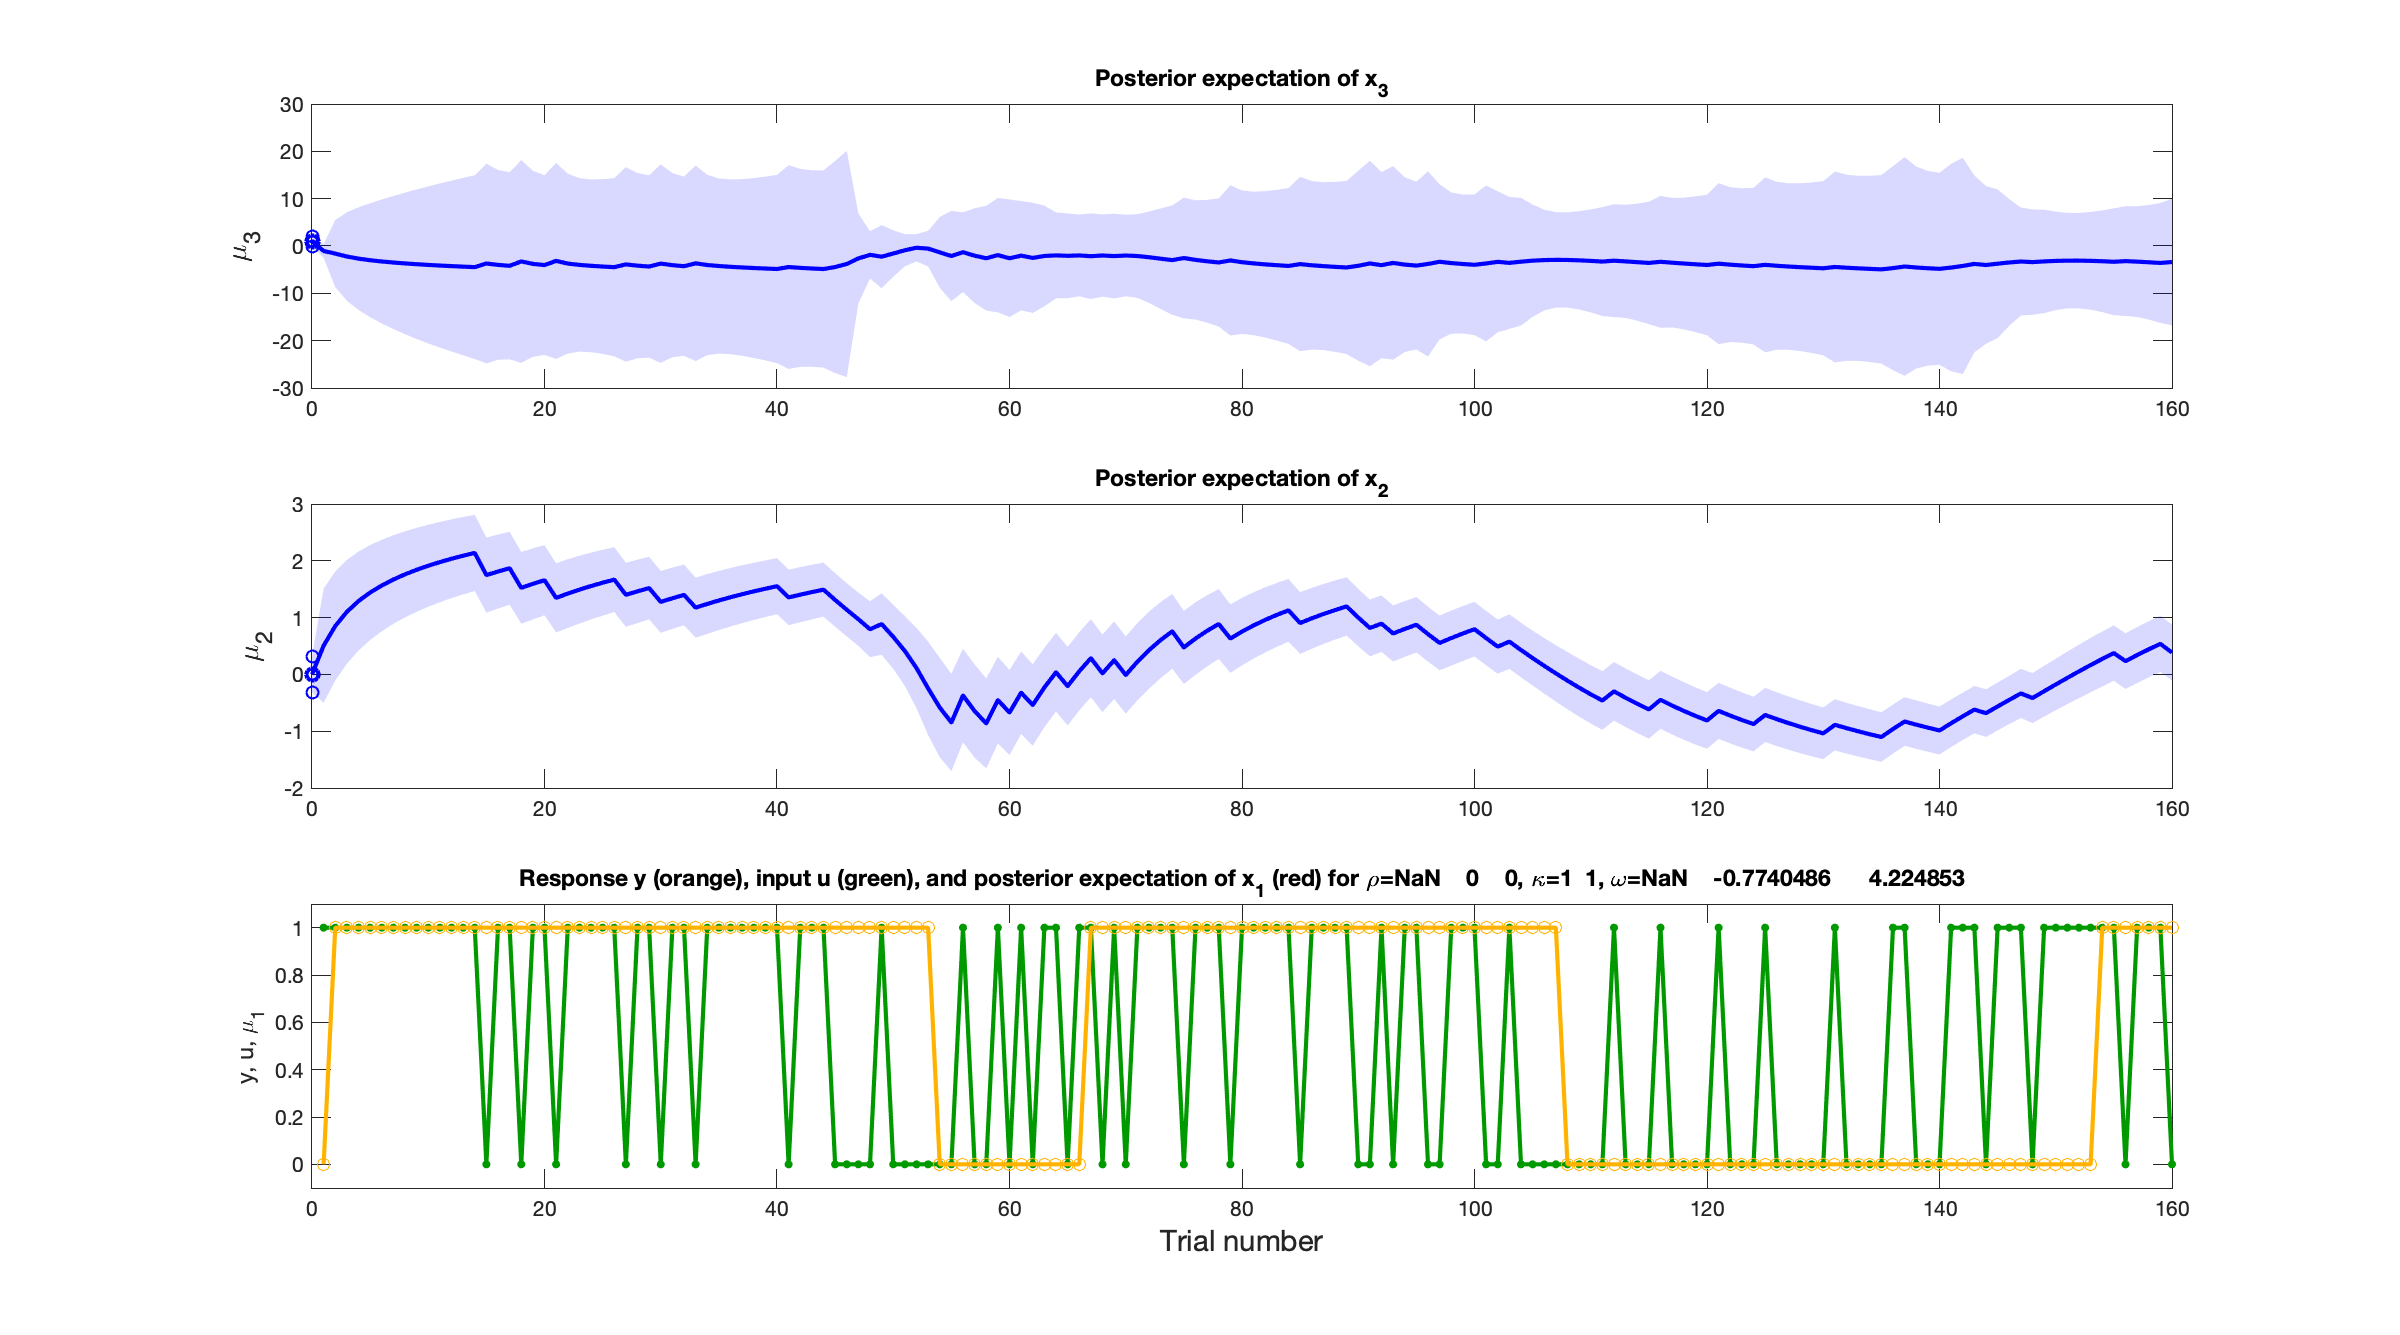 Posterior expectation of x3
μ3
30
20
10
0
-10
-20
-30
0 20 40 60 80 100 120 140 160
Posterior expectation of x2
μ2
3
2
1
0
-1
-2
0 20 40 60 80 100 120 140 160
Response y (orange), input u (green), and posterior expectation of x1 (red) for ρ=NaN 0 0, κ=1 1, ω=NaN -0.7740486 4.224853
y, u, μ1
1
0.8
0.6
0.4
0.2
0
0 20 40 60 80 100 120 140 160
Trial number